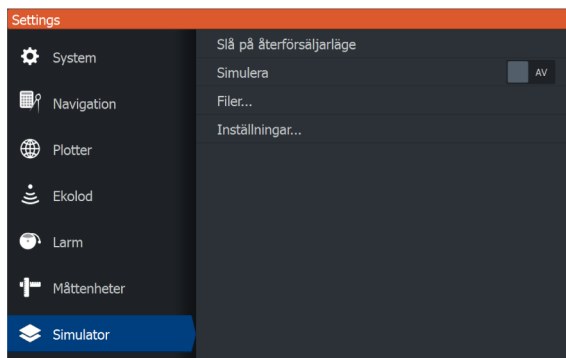 Settings
System
Navigation
Plotter
Ekolod
Larm
Måttenheter
Simulator
Slå på återförsäljarläge
Simulera AV
Filer...
Inställningar...